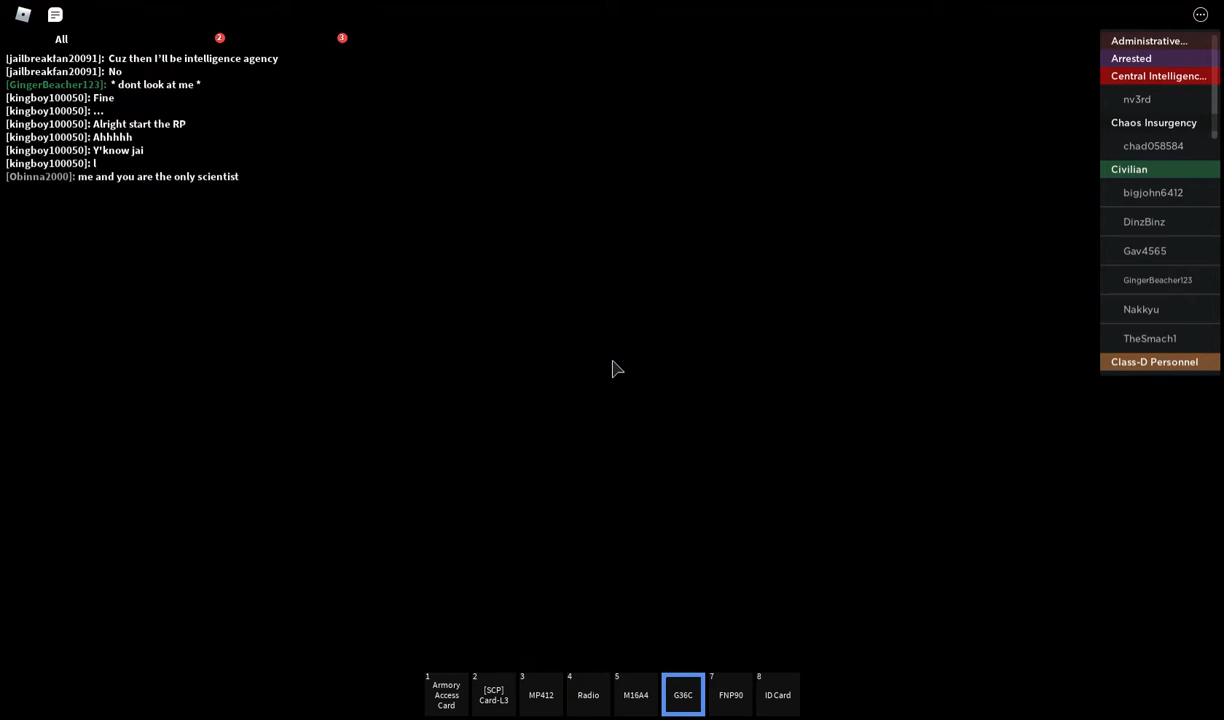 All
2
3
[jailbreakfan20091]: Cuz then I'll be intelligence agency
[jailbreakfan20091]: No
[GingerBeacher123]: * dont look at me *
[kingboy100050]: Fine
[kingboy100050]: ...
[kingboy100050]: Alright start the RP
[kingboy100050]: Ahhhhh
[kingboy100050]: Y'know jai
[kingboy100050]: l
[Obinna2000]: me and you are the only scientist
Administrative...
Arrested
Central Intelligenc...
nv3rd
Chaos Insurgency
chad058584
Civilian
bigjohn6412
DinzBinz
Gav4565
GingerBeacher123
Nakkyu
TheSmach1
Class-D Personnel
1
Armory
Access
Card
2
[SCP]
Card-L3
3
MP412
4
Radio
5
M16A4
G36C
7
FNP90
8
ID Card